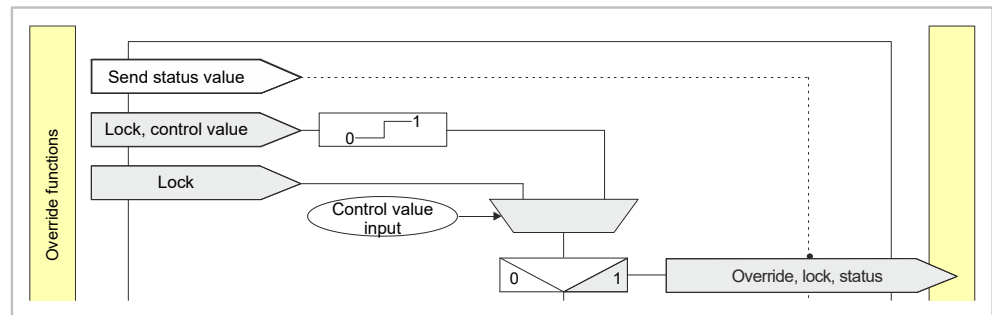 Override functions
Send status value
Lock, control value
0 1
Lock
Control value
input
0 1
Override, lock, status